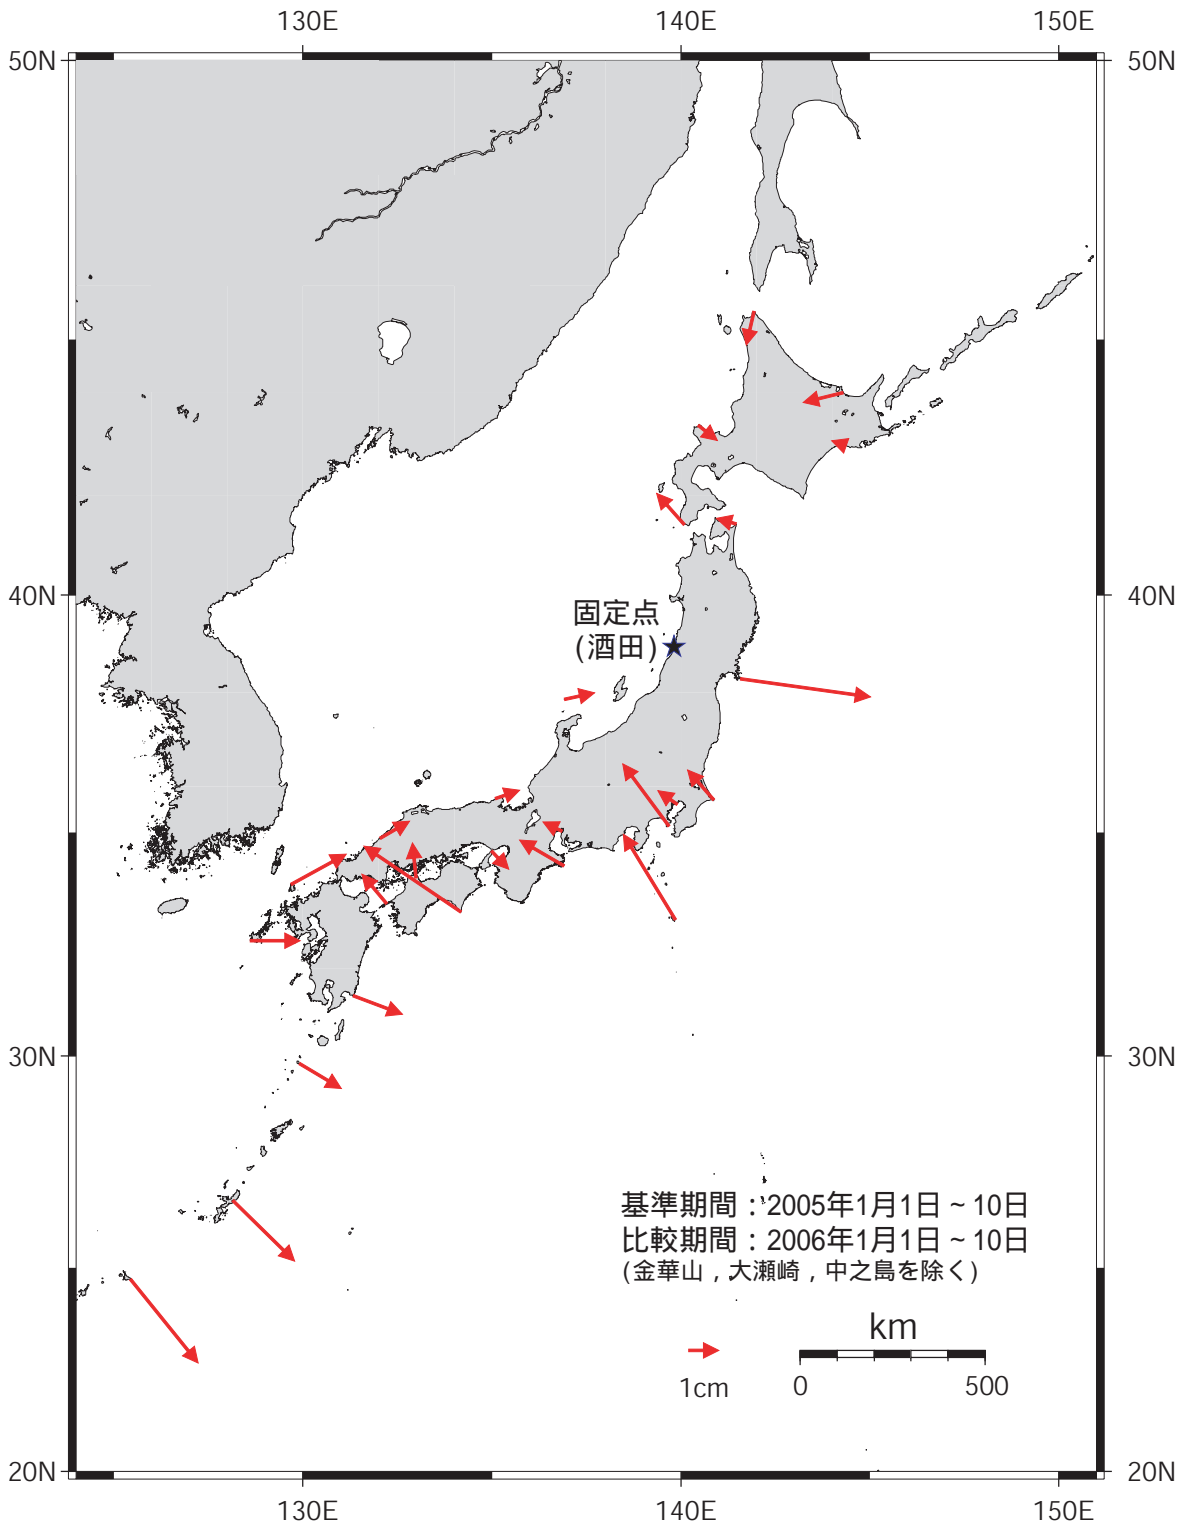 130E 140E 150E
50N 50N
40N 40N
固定点
(酒田)
30N 30N
基準期間：2005年1月1日～10日
比較期間：2006年1月1日～10日
(金華山，大瀬崎，中之島を除く)
km
1cm 0 500
20N 20N
130E 140E 150E